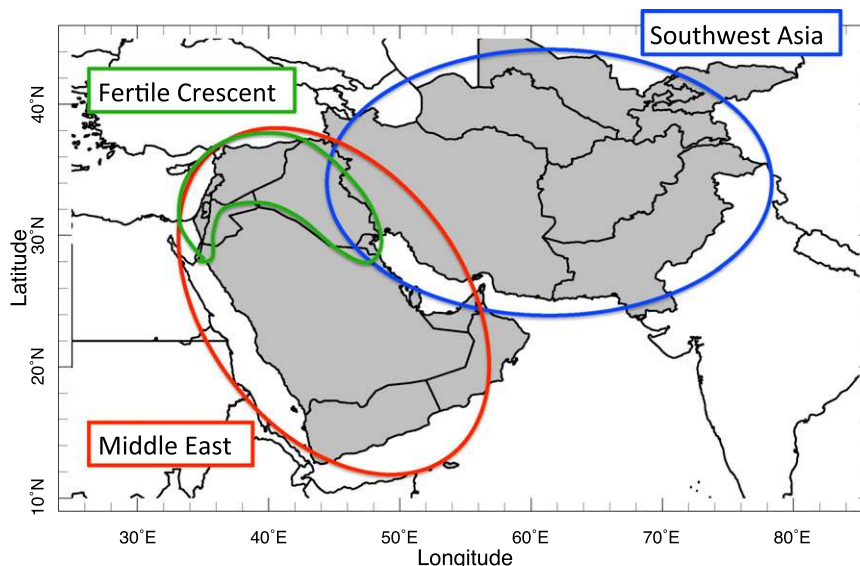 Southwest Asia
Fertile Crescent
40°N
30°N
Latitude
20°N
Middle East
10°N
30°E 40°E 50°E 60°E 70°E 80°E
Longitude